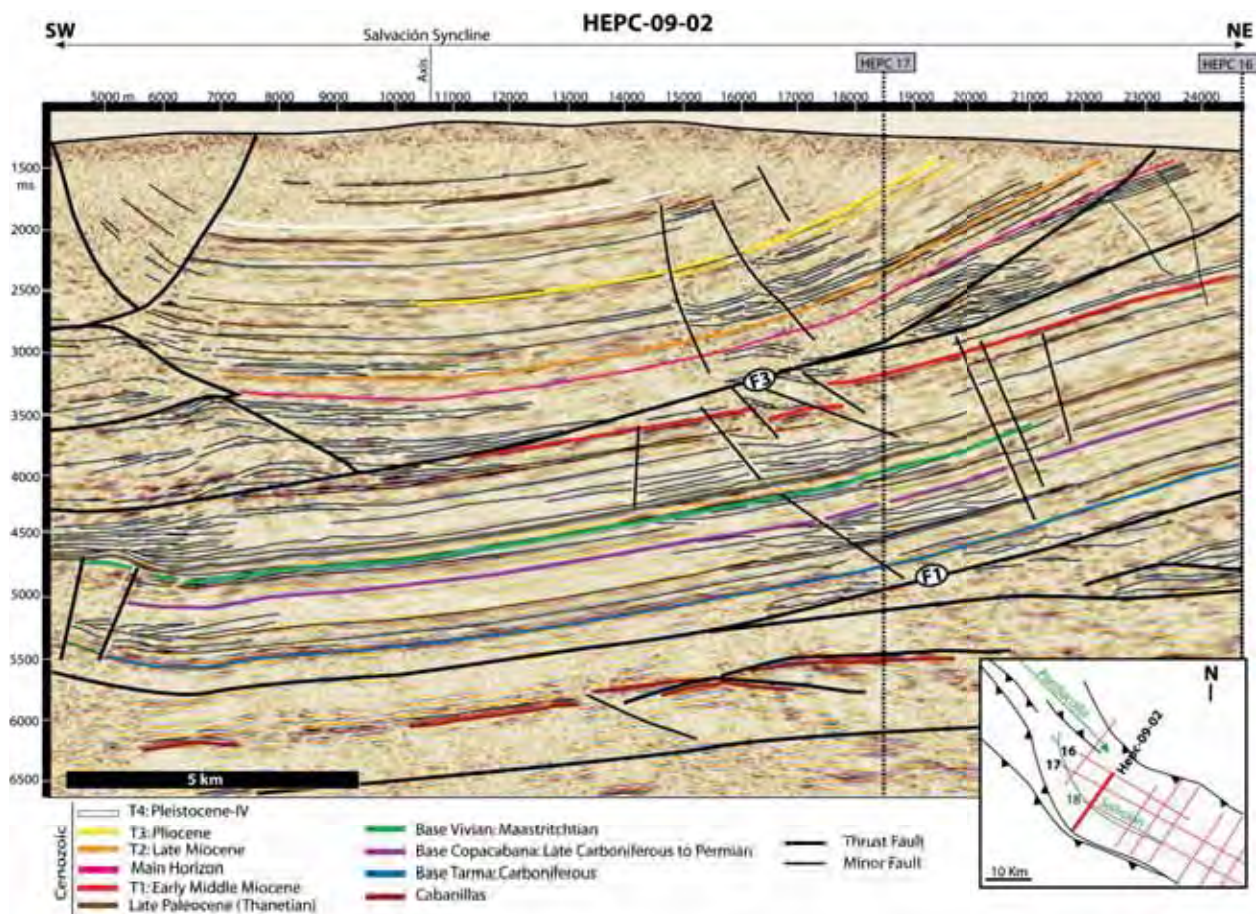 HEPC-09-02
SW
Salvación Syncline
NE
Axis
HEPC 17
HEPC 16
5000 m 6000 7000 8000 9000 10000 11000 12000 13000 14000 15000 16000 17000 18000 19000 20000 21000 22000 23000 24000
1500
ms
2000
2500
3000
3500
4000
4500
5000
5500
6000
6500
F3
F1
5 km
N
Hepc-09-02
16
17
18
10 Km
Cenozoic
T4: Pleistocene-IV
T3: Pliocene
T2: Late Miocene
Main Horizon
T1: Early Middle Miocene
Late Paleocene (Thanetian)
Base Vivian: Maastritchtian
Base Copacabana: Late Carboniferous to Permian
Base Tarma: Carboniferous
Cabanillas
Thrust Fault
Minor Fault